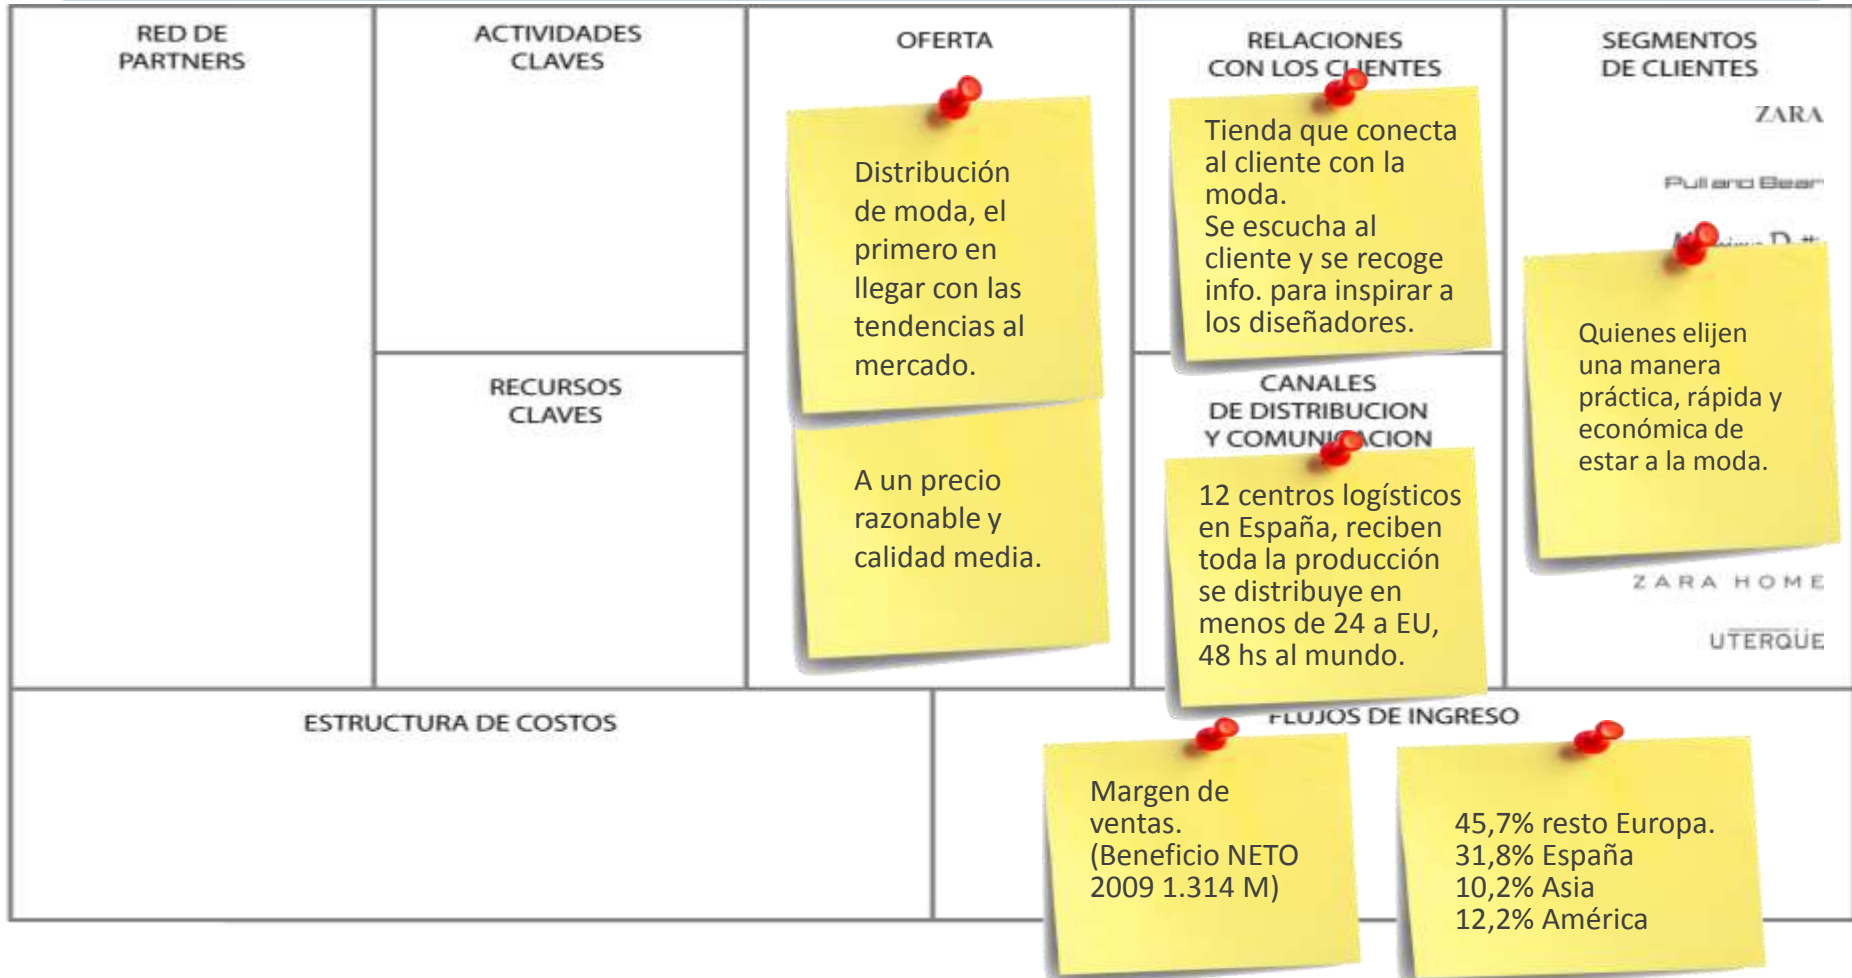 RED DE
PARTNERS
ACTIVIDADES
CLAVES
RECURSOS
CLAVES
OFERTA
Distribución
de moda, el
primero en
llegar con las
tendencias al
mercado.
A un precio
razonable y
calidad media.
RELACIONES
CON LOS CLIENTES
Tienda que conecta
al cliente con la
moda.
Se escucha al
cliente y se recoge
info. para inspirar a
los diseñadores.
CANALES
DE DISTRIBUCION
Y COMUNICACION
12 centros logísticos
en España, reciben
toda la producción
se distribuye en
menos de 24 a EU,
48 hs al mundo.
SEGMENTOS
DE CLIENTES
ZARA
Pull and Bear
Quienes elijen
una manera
práctica, rápida y
económica de
estar a la moda.
ZARA HOME
UTERQÜE
ESTRUCTURA DE COSTOS
FLUJOS DE INGRESO
Margen de
ventas.
(Beneficio NETO
2009 1.314 M)
45,7% resto Europa.
31,8% España
10,2% Asia
12,2% América